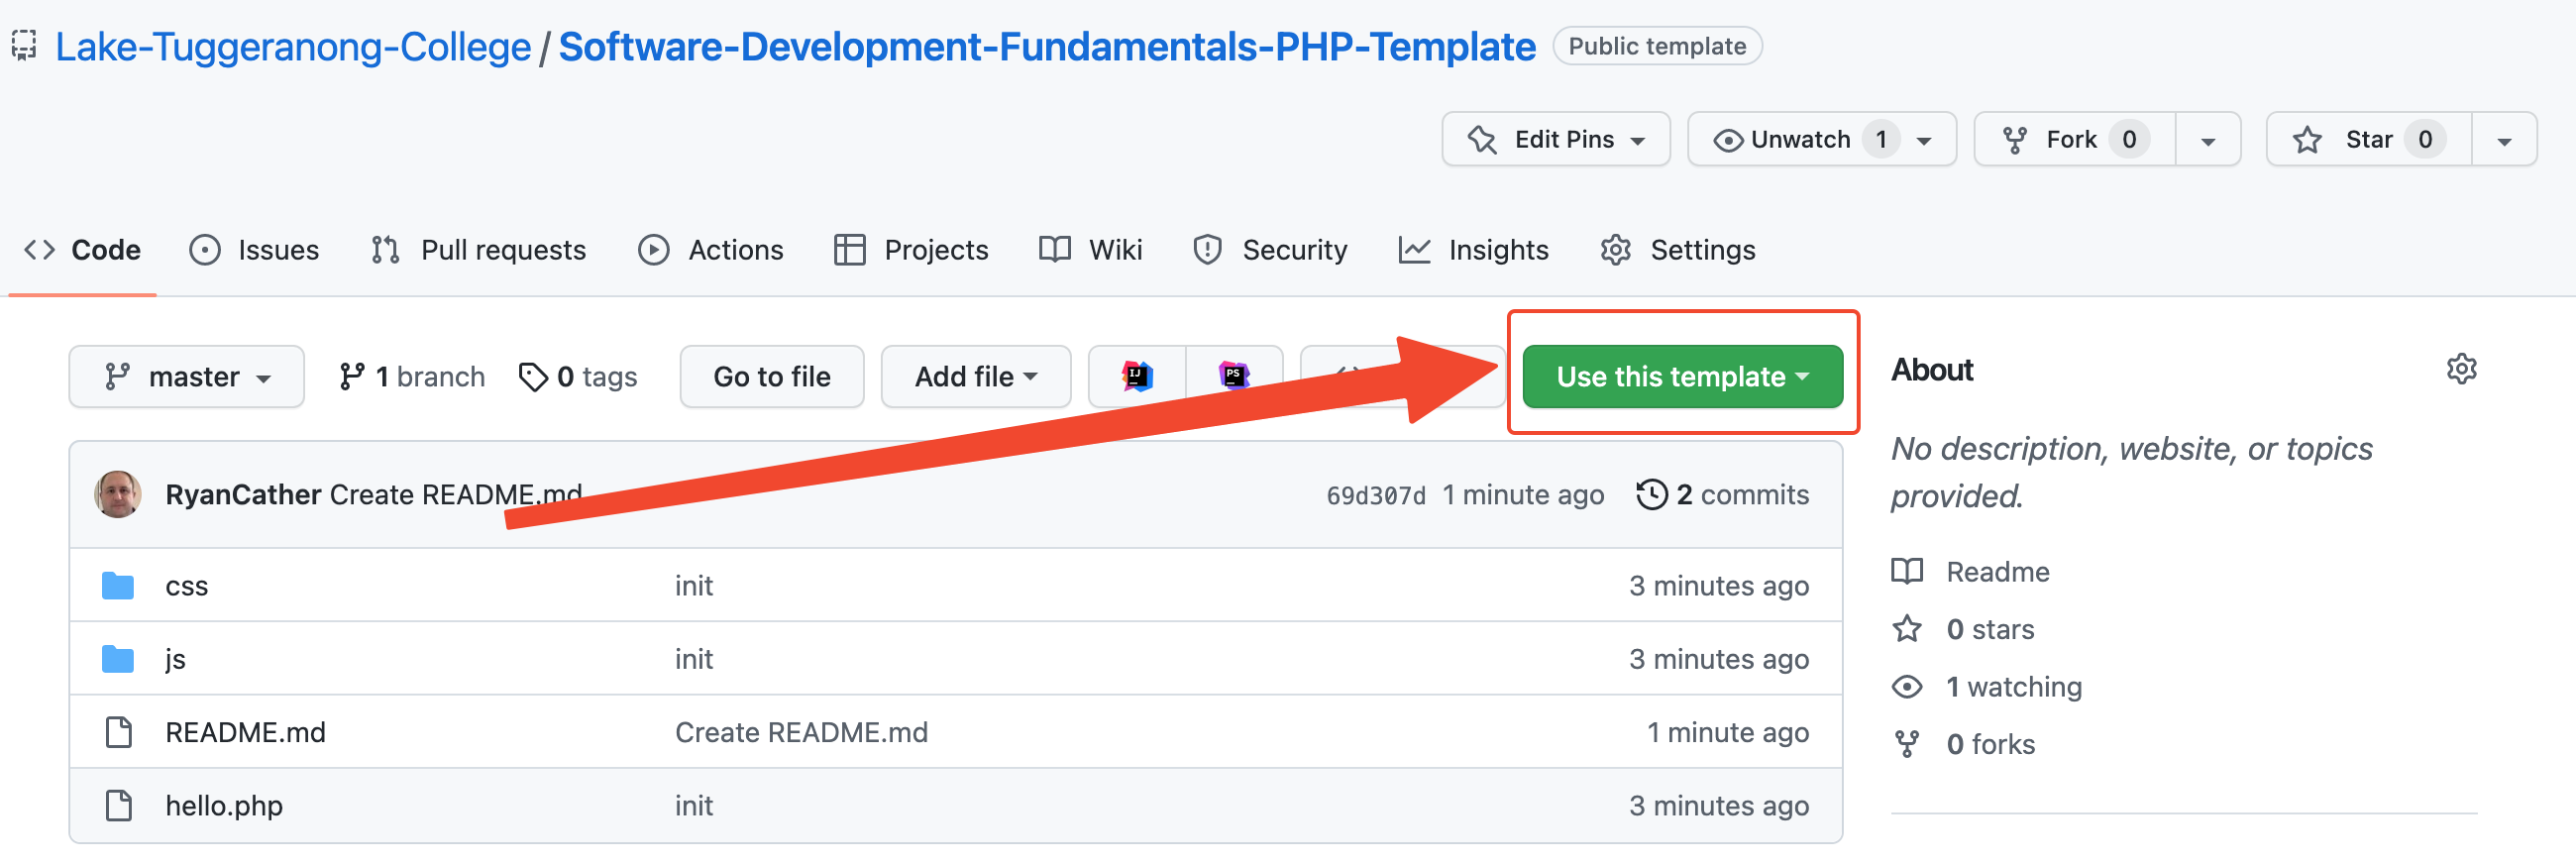 Lake-Tuggeranong-College / Software-Development-Fundamentals-PHP-Template Public template
Edit Pins Unwatch 1 Fork 0 Star 0
Code Issues Pull requests Actions Projects Wiki Security Insights Settings
master 1 branch 0 tags Go to file Add file IJ PS Use this template
About
No description, website, or topics
provided.
RyanCather Create README.md 69d307d 1 minute ago 2 commits
css init 3 minutes ago
js init 3 minutes ago
README.md Create README.md 1 minute ago
hello.php init 3 minutes ago
Readme
0 stars
1 watching
0 forks